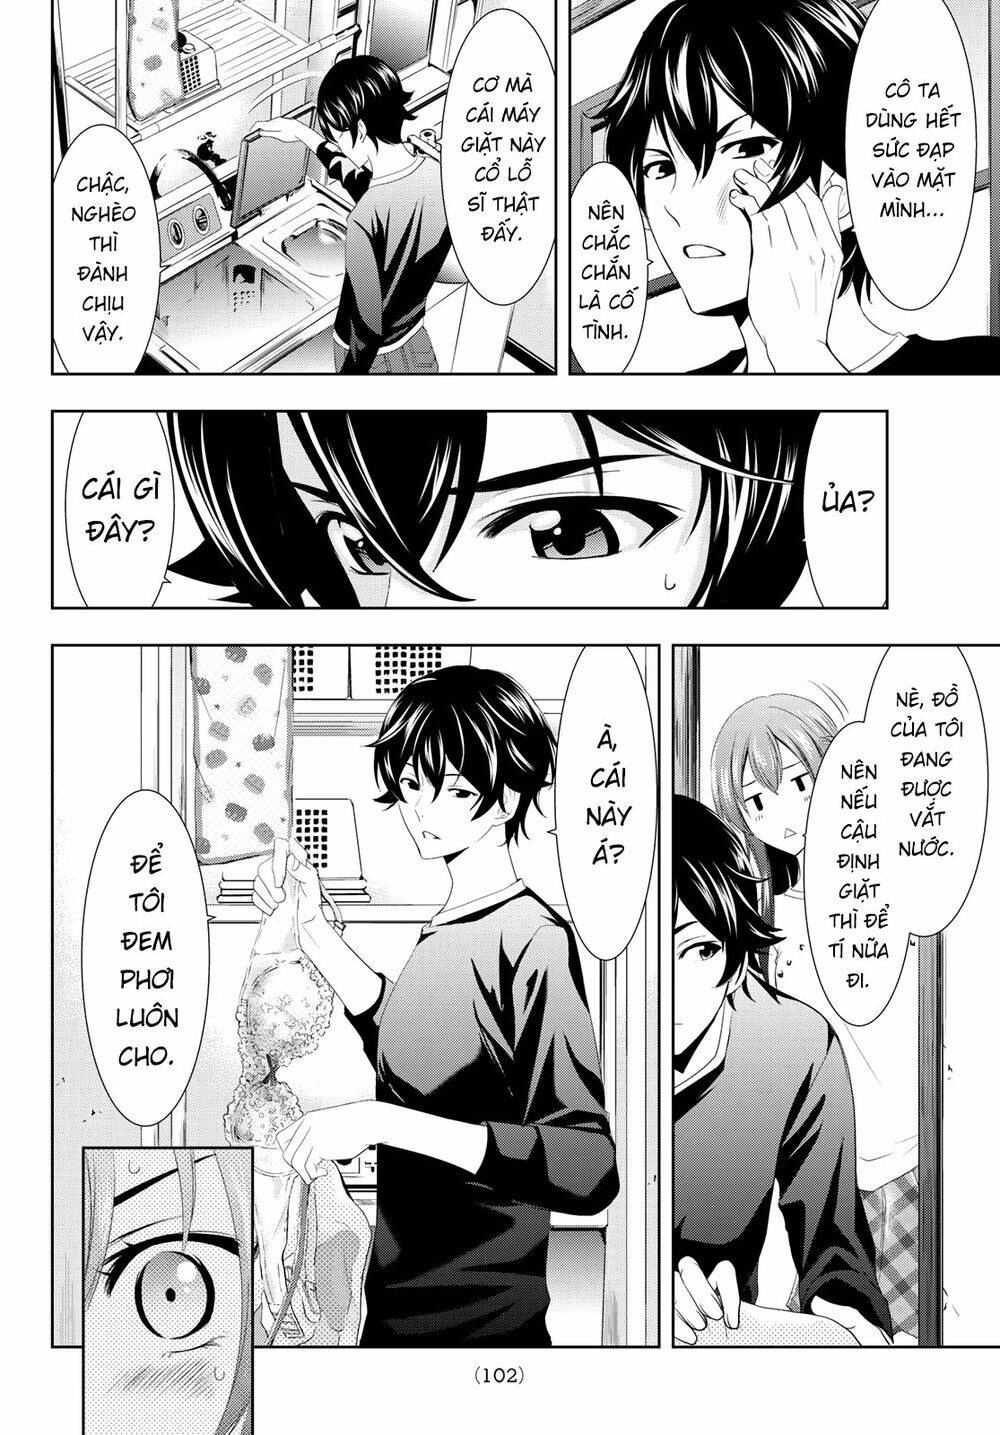 CÔ TA
DÙNG HẾT
SỨC ĐẠP
VÀO MẶT
MÌNH...
NÊN
CHẮC
CHẮN
LÀ CỐ
TÌNH.
CƠ MÀ
CÁI MÁY
GIẶT NÀY
CỔ LỖ
SĨ THẬT
ĐẤY.
CHẬC,
NGHÈO
THÌ
ĐÀNH
CHỊU
VẬY.
ỦA?
CÁI GÌ
ĐÂY?
NÈ, ĐỒ
CỦA TÔI
ĐANG
ĐƯỢC
VẮT
NƯỚC.
NÊN
NẾU
CẬU
ĐỊNH
GIẶT
THÌ ĐỂ
TÍ NỮA
ĐI.
À,
CÁI
NÀY
Á?
ĐỂ
TÔI
ĐEM
PHƠI
LUÔN
CHO.
(102)